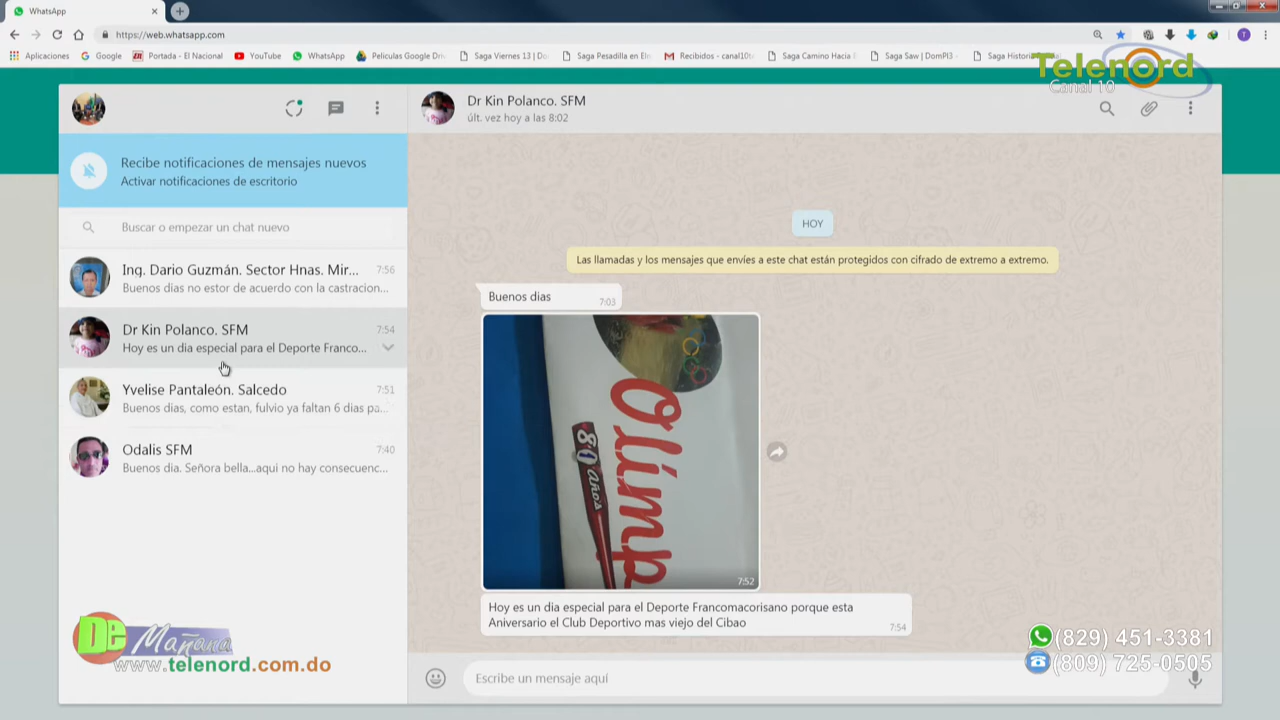 WhatsApp
https://web.whatsapp.com
Aplicaciones
Google
Portada - El Nacional
YouTube
WhatsApp
Peliculas Google Driv
Saga Viernes 13 | Do
Saga Pesadilla en Elm
Recibidos - canal10t
Saga Camino Hacia E
Saga Saw | DomPl3 -
Saga Histori
Telenord
Canal 10
Dr Kin Polanco. SFM
últ. vez hoy a las 8:02
Recibe notificaciones de mensajes nuevos
Activar notificaciones de escritorio
Buscar o empezar un chat nuevo
Ing. Dario Guzmán. Sector Hnas. Mir... 7:56
Buenos dias no estor de acuerdo con la castracion...
Dr Kin Polanco. SFM 7:54
Hoy es un dia especial para el Deporte Franco...
Yvelise Pantaleón. Salcedo 7:51
Buenos dias, como estan, fulvio ya faltan 6 dias pa...
Odalis SFM 7:40
Buenos dia. Señora bella...aqui no hay consecuenc...
HOY
Las llamadas y los mensajes que envíes a este chat están protegidos con cifrado de extremo a extremo.
Buenos dias 7:03
Olimp
80 Años
7:52
Hoy es un dia especial para el Deporte Francomacorisano porque esta
Aniversario el Club Deportivo mas viejo del Cibao 7:54
Escribe un mensaje aquí
De Mañana
www.telenord.com.do
(829) 451-3381
(809) 725-0505